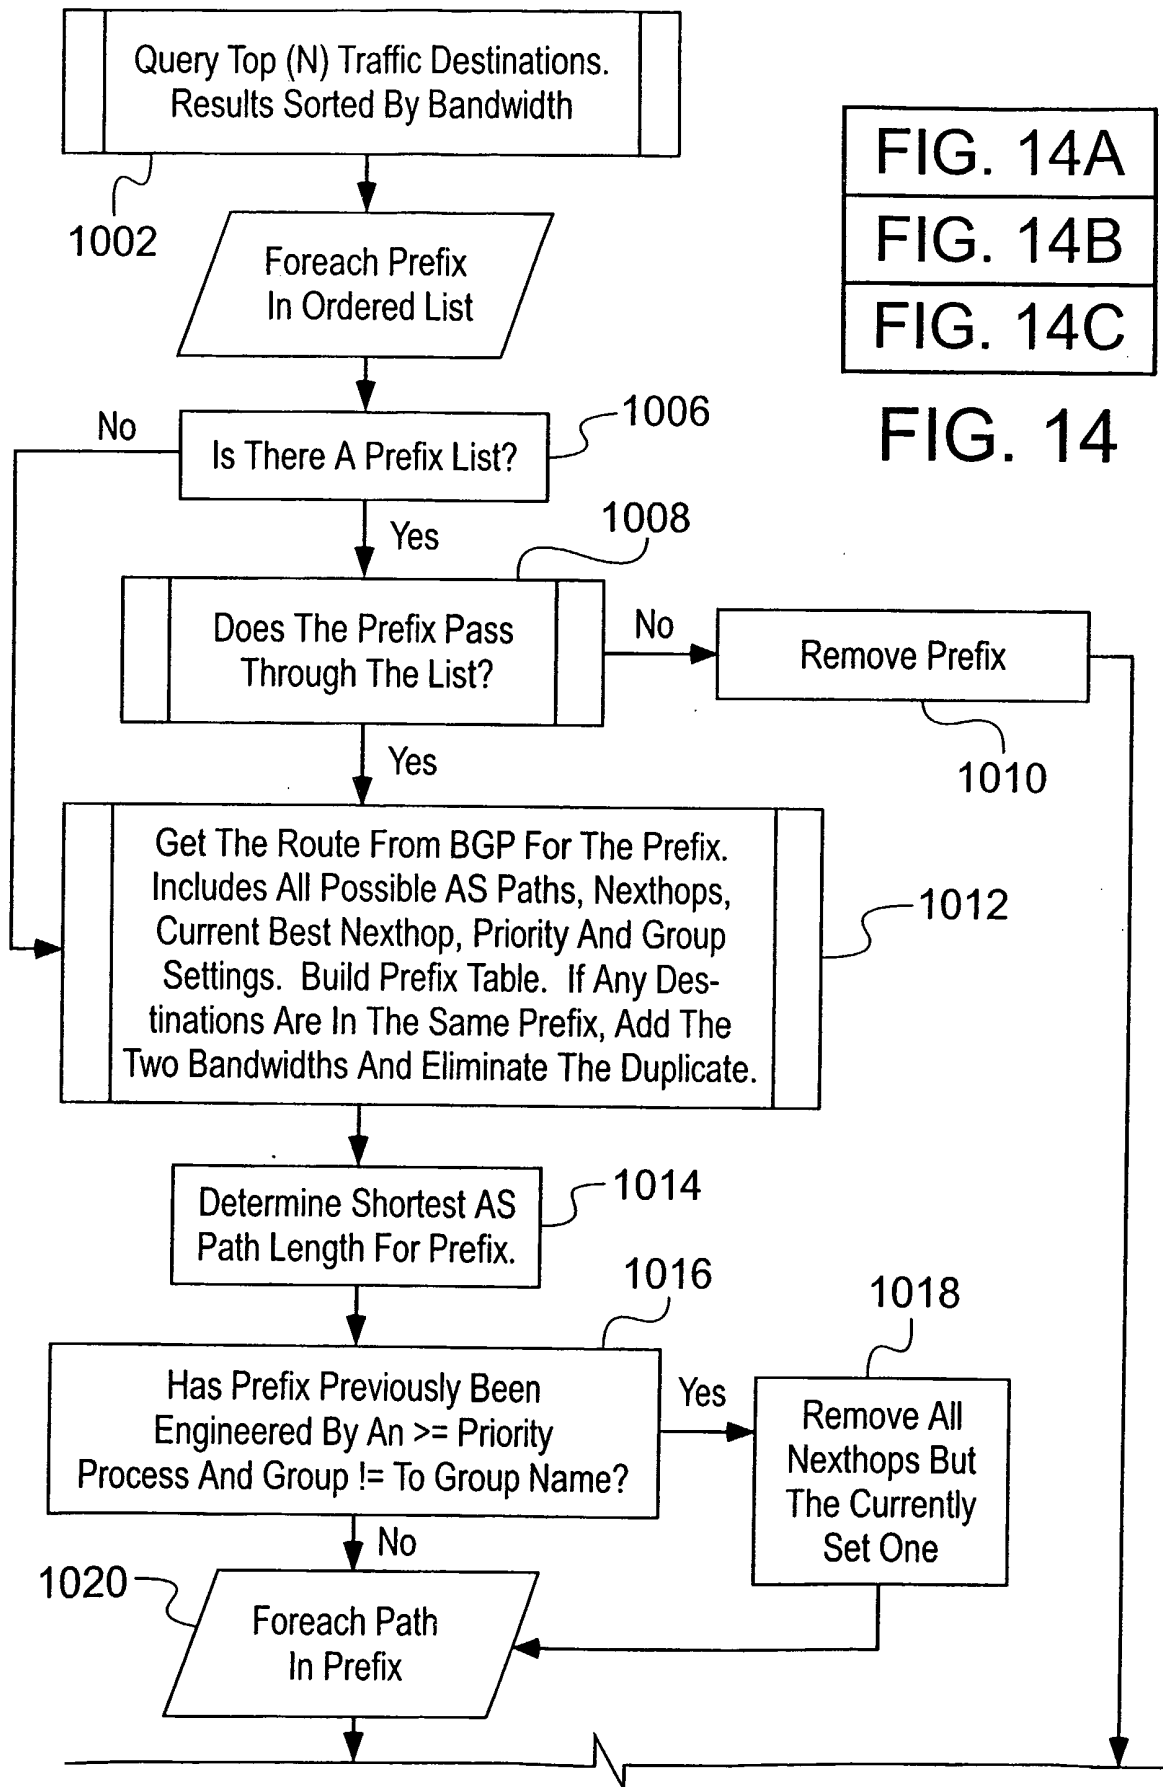 Query Top (N) Traffic Destinations.
Results Sorted By Bandwidth
1002
FIG. 14A
FIG. 14B
FIG. 14C
FIG. 14
Foreach Prefix
In Ordered List
No
Is There A Prefix List?
1006
Yes
1008
Does The Prefix Pass
Through The List?
No
Remove Prefix
1010
Yes
Get The Route From BGP For The Prefix.
Includes All Possible AS Paths, Nexthops,
Current Best Nexthop, Priority And Group
Settings. Build Prefix Table. If Any Des-
tinations Are In The Same Prefix, Add The
Two Bandwidths And Eliminate The Duplicate.
1012
Determine Shortest AS
Path Length For Prefix.
1014
1016
Has Prefix Previously Been
Engineered By An >= Priority
Process And Group != To Group Name?
Yes
1018
Remove All
Nexthops But
The Currently
Set One
No
1020
Foreach Path
In Prefix